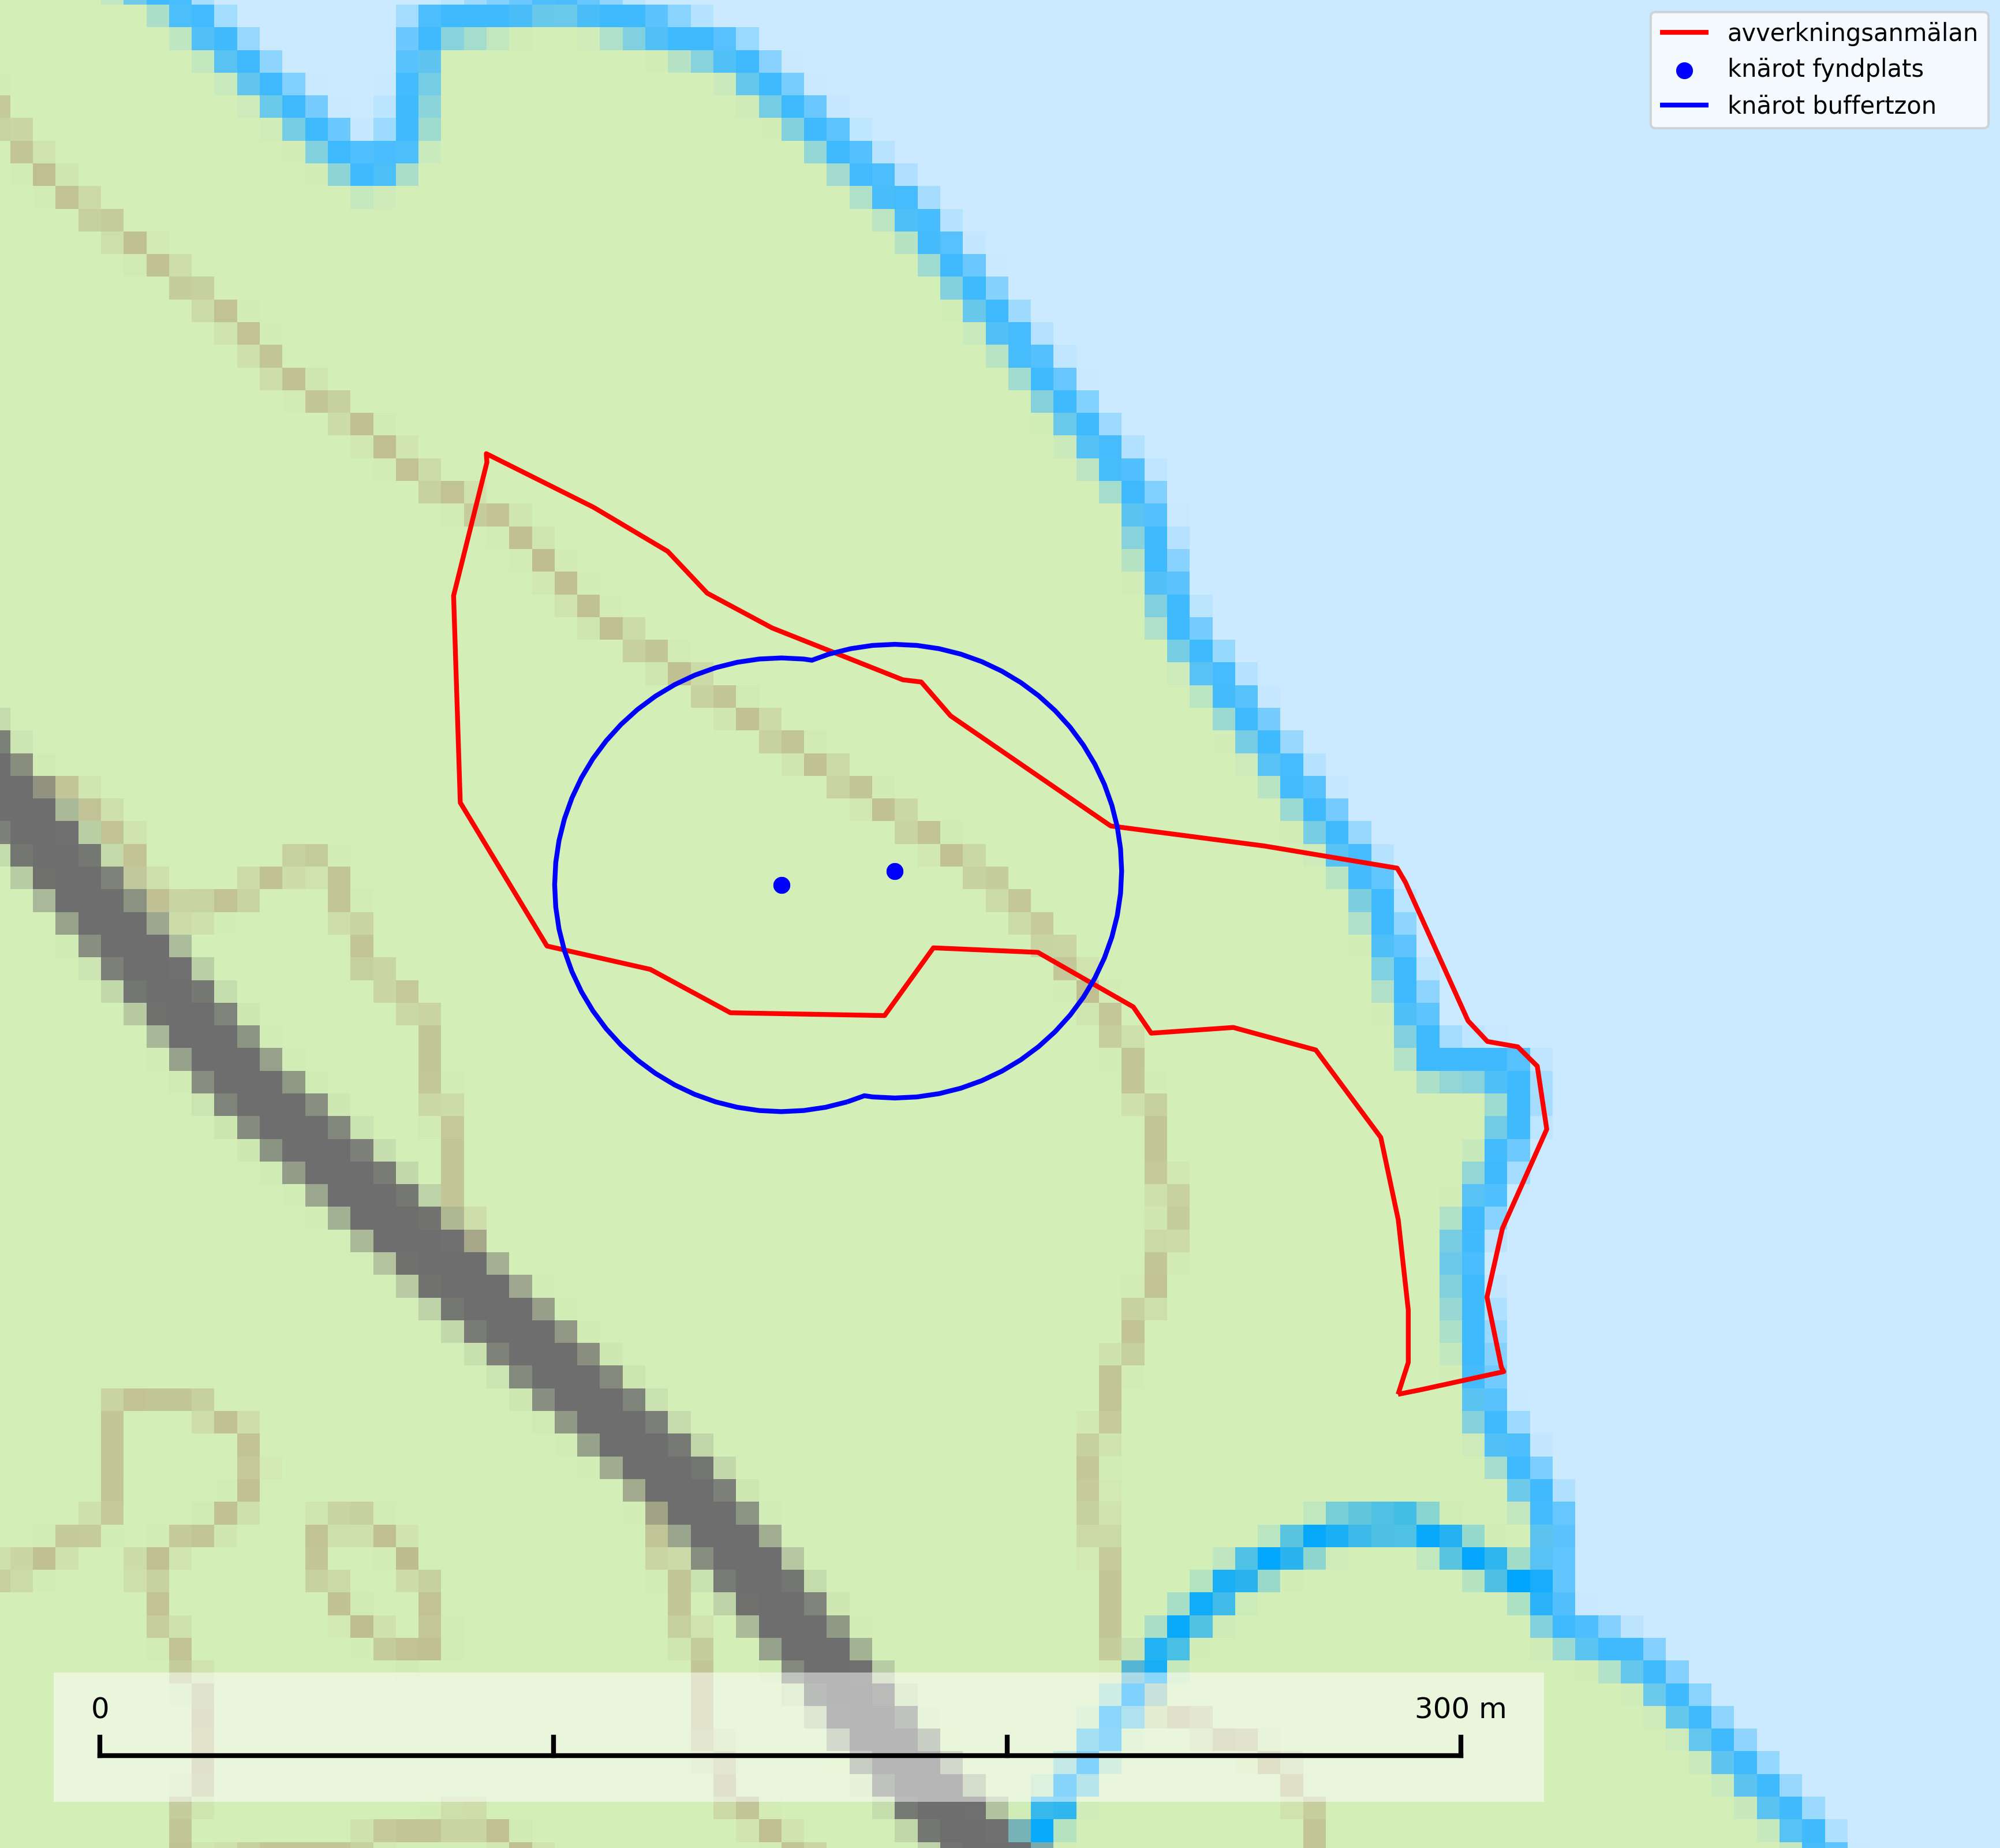 avverkningsanmälan
knärot fyndplats
knärot buffertzon
0
300 m